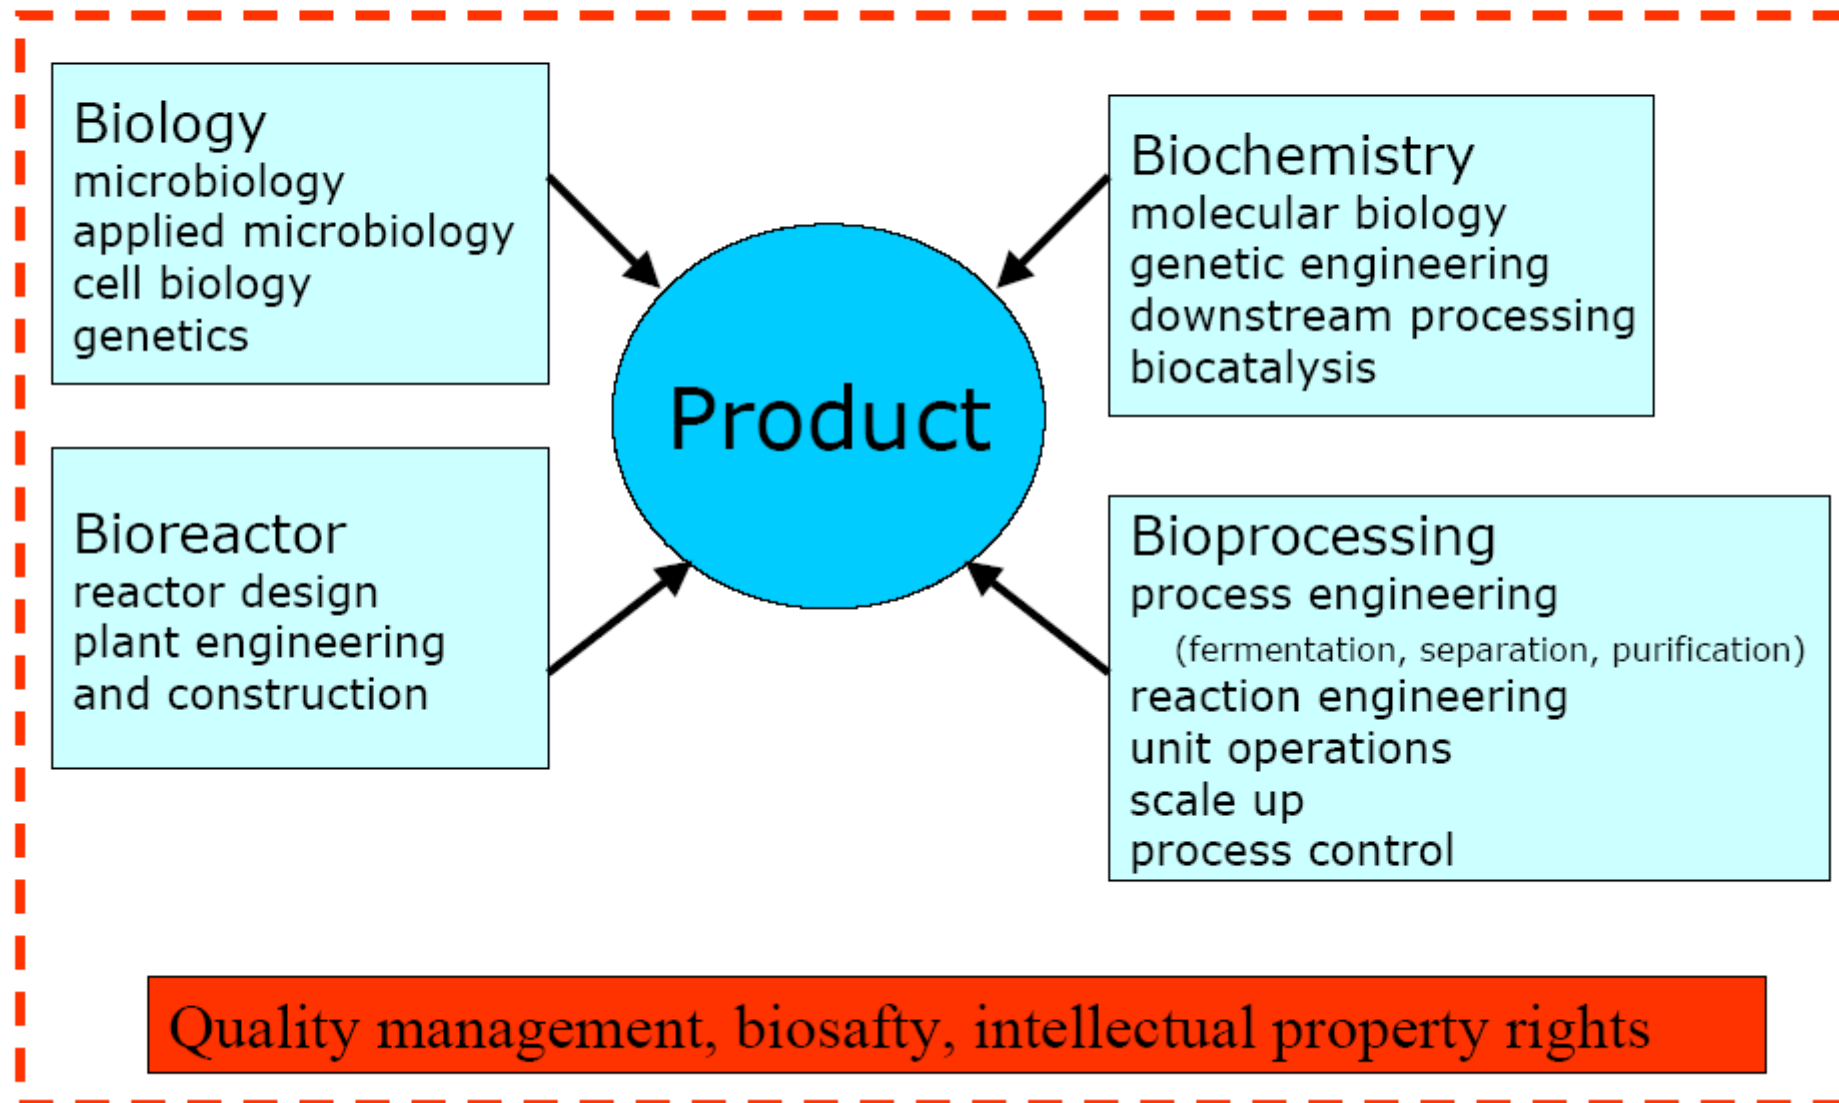 Biology
microbiology
applied microbiology
cell biology
genetics
Biochemistry
molecular biology
genetic engineering
downstream processing
biocatalysis
Product
Bioreactor
reactor design
plant engineering
and construction
Bioprocessing
process engineering
(fermentation, separation, purification)
reaction engineering
unit operations
scale up
process control
Quality management, biosafty, intellectual property rights